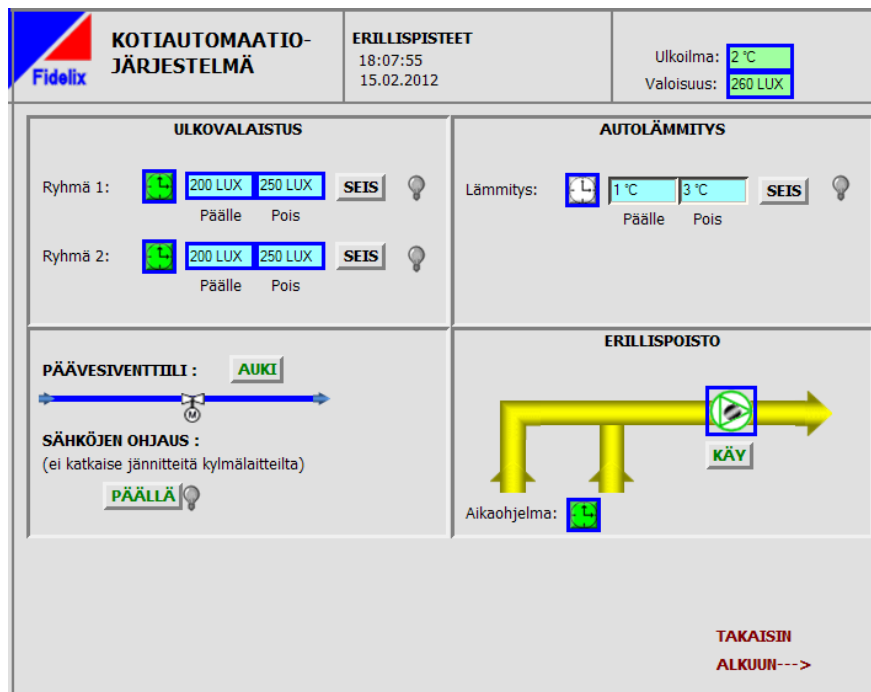 Fidelix
KOTIAUTOMAATIO-
JÄRJESTELMÄ
ERILLISPISTEET
18:07:55
15.02.2012
Ulkoilma: 2 °C
Valoisuus: 260 LUX
ULKOVALAISTUS
Ryhmä 1: 200 LUX 250 LUX SEIS
Päälle Pois
Ryhmä 2: 200 LUX 250 LUX SEIS
Päälle Pois
AUTOLÄMMITYS
Lämmitys: 1 °C 3 °C SEIS
Päälle Pois
PÄÄVESIVENTTIILI : AUKI
M
SÄHKÖJEN OHJAUS :
(ei katkaise jännitteitä kylmälaitteilta)
PÄÄLLÄ
ERILLISPOISTO
KÄY
Aikaohjelma:
TAKAISIN
ALKUUN--->